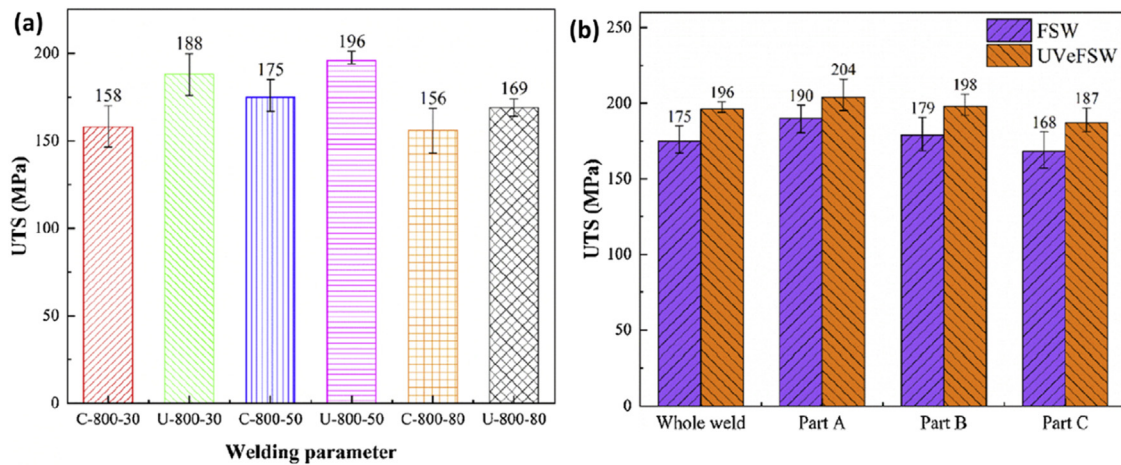 (a)
UTS (MPa)
200
150
100
50
0
158
188
175
196
156
169
C-800-30 U-800-30 C-800-50 U-800-50 C-800-80 U-800-80
Welding parameter
(b)
FSW
UVeFSW
UTS (MPa)
250
200
150
100
50
0
175
196
190
204
179
198
168
187
Whole weld Part A Part B Part C